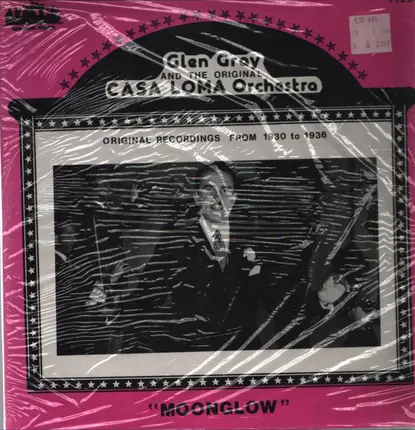 Glen Gray
AND THE ORIGINAL
CASA LOMA Orchestra
ORIGINAL RECORDINGS FROM 1930 to 1936
"MOONGLOW"